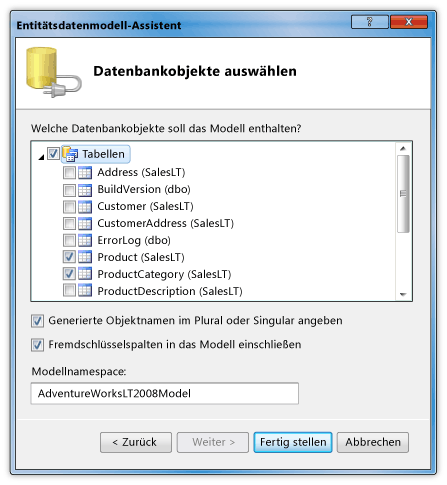 Entitätsdatenmodell-Assistent
Datenbankobjekte auswählen
Welche Datenbankobjekte soll das Modell enthalten?
Tabellen
Address (SalesLT)
BuildVersion (dbo)
Customer (SalesLT)
CustomerAddress (SalesLT)
ErrorLog (dbo)
Product (SalesLT)
ProductCategory (SalesLT)
ProductDescription (SalesLT)
Generierte Objektnamen im Plural oder Singular angeben
Fremdschlüsselspalten in das Modell einschließen
Modellnamespace:
AdventureWorksLT2008Model
< Zurück Weiter > Fertig stellen Abbrechen